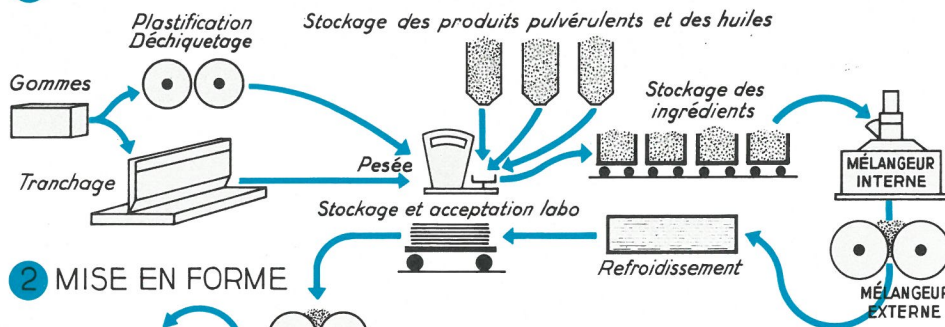 Plastification
Déchiquetage
Stockage des produits pulvérulents et des huiles
Gommes
Stockage des
ingrédients
Tranchage
Pesée
MÉLANGEUR
INTERNE
Stockage et acceptation labo
Refroidissement
MÉLANGEUR
EXTERNE
2 MISE EN FORME